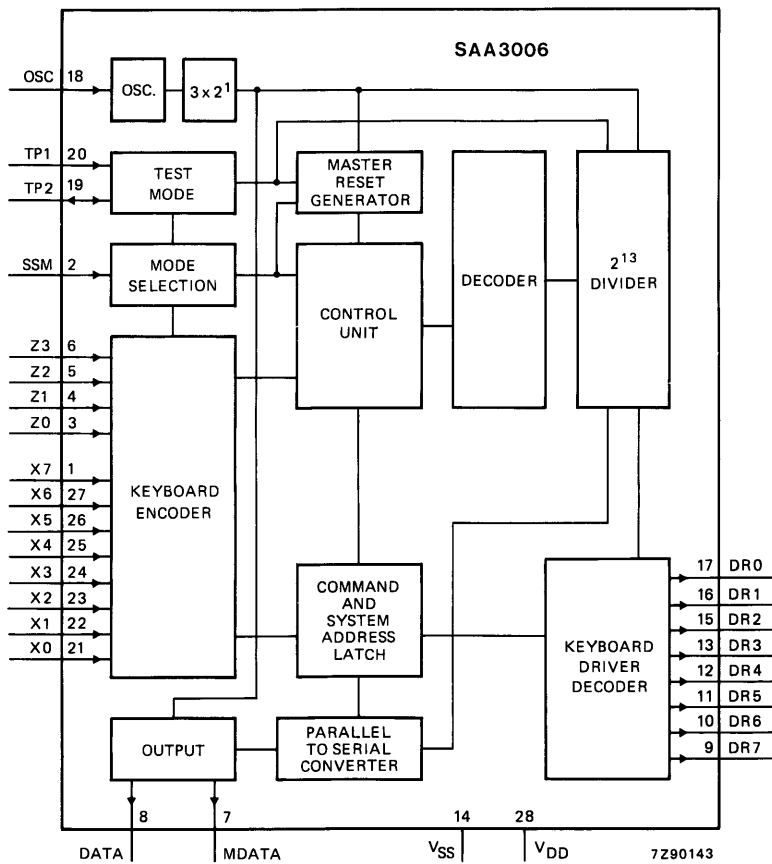 SAA3006
OSC 18
OSC.
3 x 2¹
TP1 20
TP2 19
TEST
MODE
MASTER
RESET
GENERATOR
SSM 2
MODE
SELECTION
CONTROL
UNIT
DECODER
2¹³
DIVIDER
Z3 6
Z2 5
Z1 4
Z0 3
X7 1
X6 27
X5 26
X4 25
X3 24
X2 23
X1 22
X0 21
KEYBOARD
ENCODER
COMMAND
AND
SYSTEM
ADDRESS
LATCH
KEYBOARD
DRIVER
DECODER
17 DR0
16 DR1
15 DR2
13 DR3
12 DR4
11 DR5
10 DR6
9 DR7
OUTPUT
PARALLEL
TO SERIAL
CONVERTER
8
7
14
28
DATA
MDATA
VSS
VDD
7Z90143